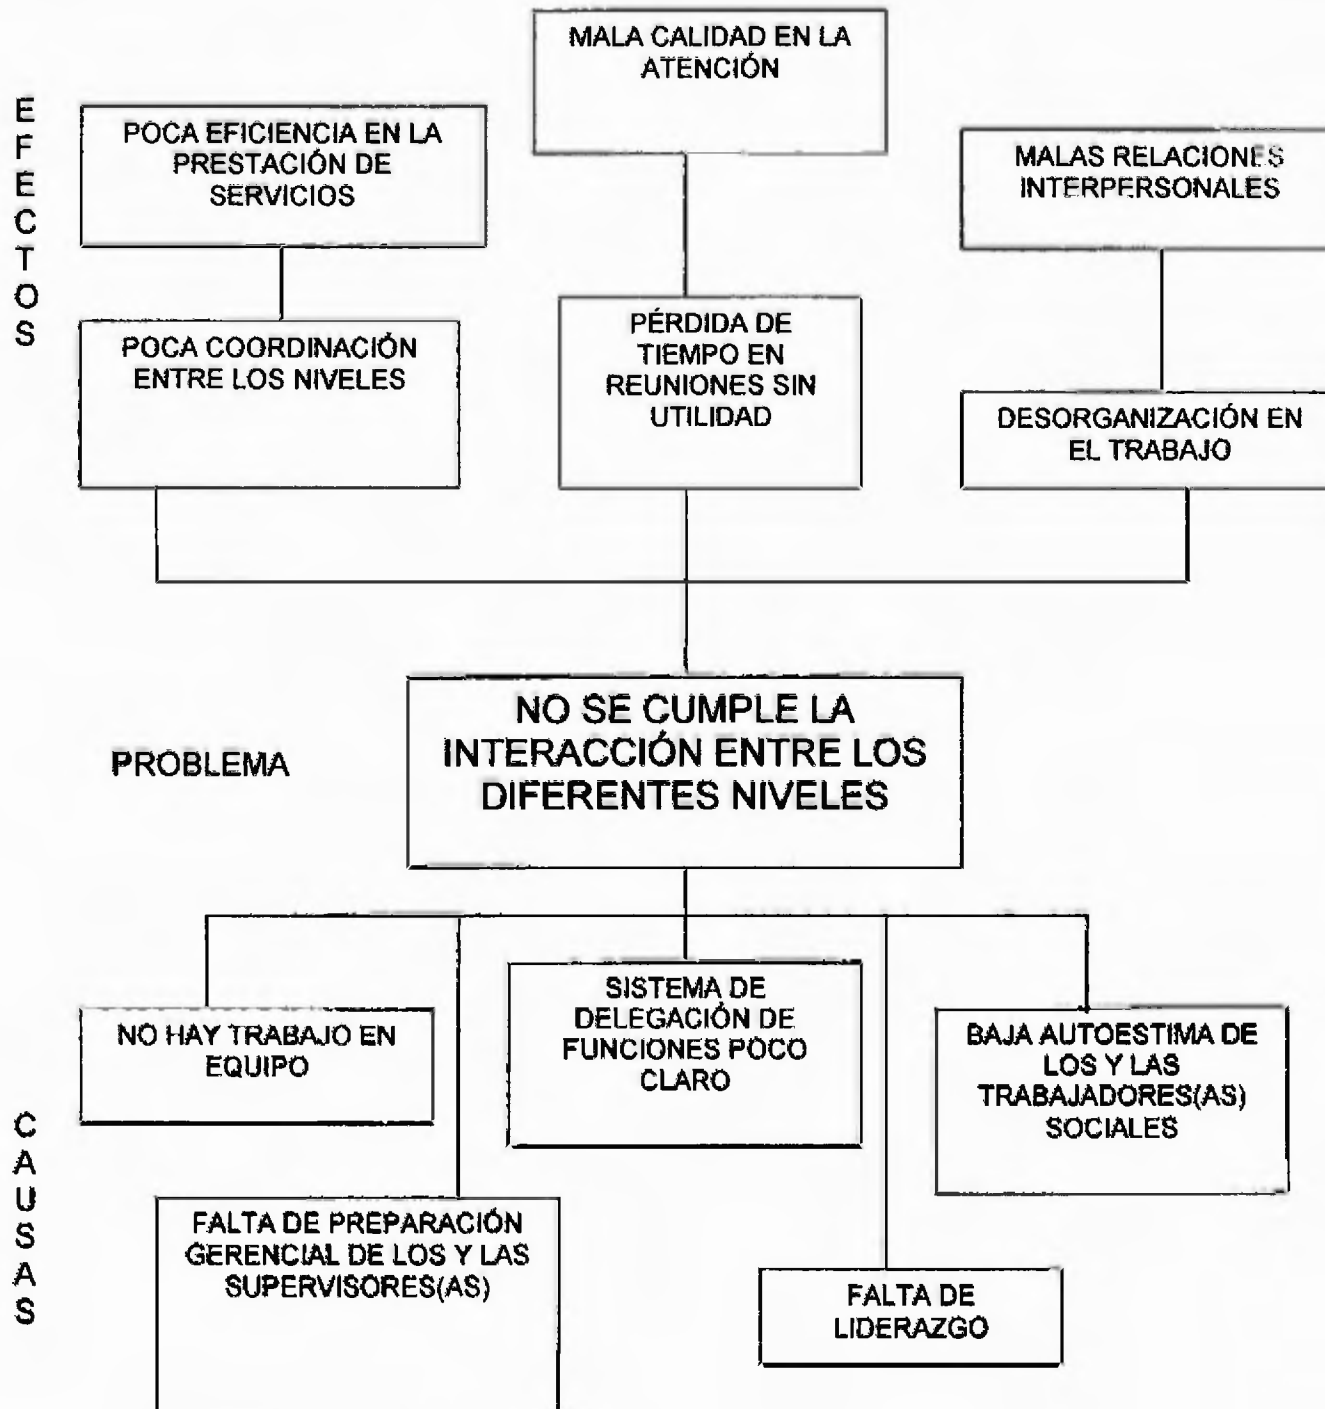 EFECTOS
MALA CALIDAD EN LA
ATENCIÓN
POCA EFICIENCIA EN LA
PRESTACIÓN DE
SERVICIOS
MALAS RELACIONES
INTERPERSONALES
POCA COORDINACIÓN
ENTRE LOS NIVELES
PÉRDIDA DE
TIEMPO EN
REUNIONES SIN
UTILIDAD
DESORGANIZACIÓN EN
EL TRABAJO
PROBLEMA
NO SE CUMPLE LA
INTERACCIÓN ENTRE LOS
DIFERENTES NIVELES
CAUSAS
NO HAY TRABAJO EN
EQUIPO
SISTEMA DE
DELEGACIÓN DE
FUNCIONES POCO
CLARO
BAJA AUTOESTIMA DE
LOS Y LAS
TRABAJADORES(AS)
SOCIALES
FALTA DE PREPARACIÓN
GERENCIAL DE LOS Y LAS
SUPERVISORES(AS)
FALTA DE
LIDERAZGO